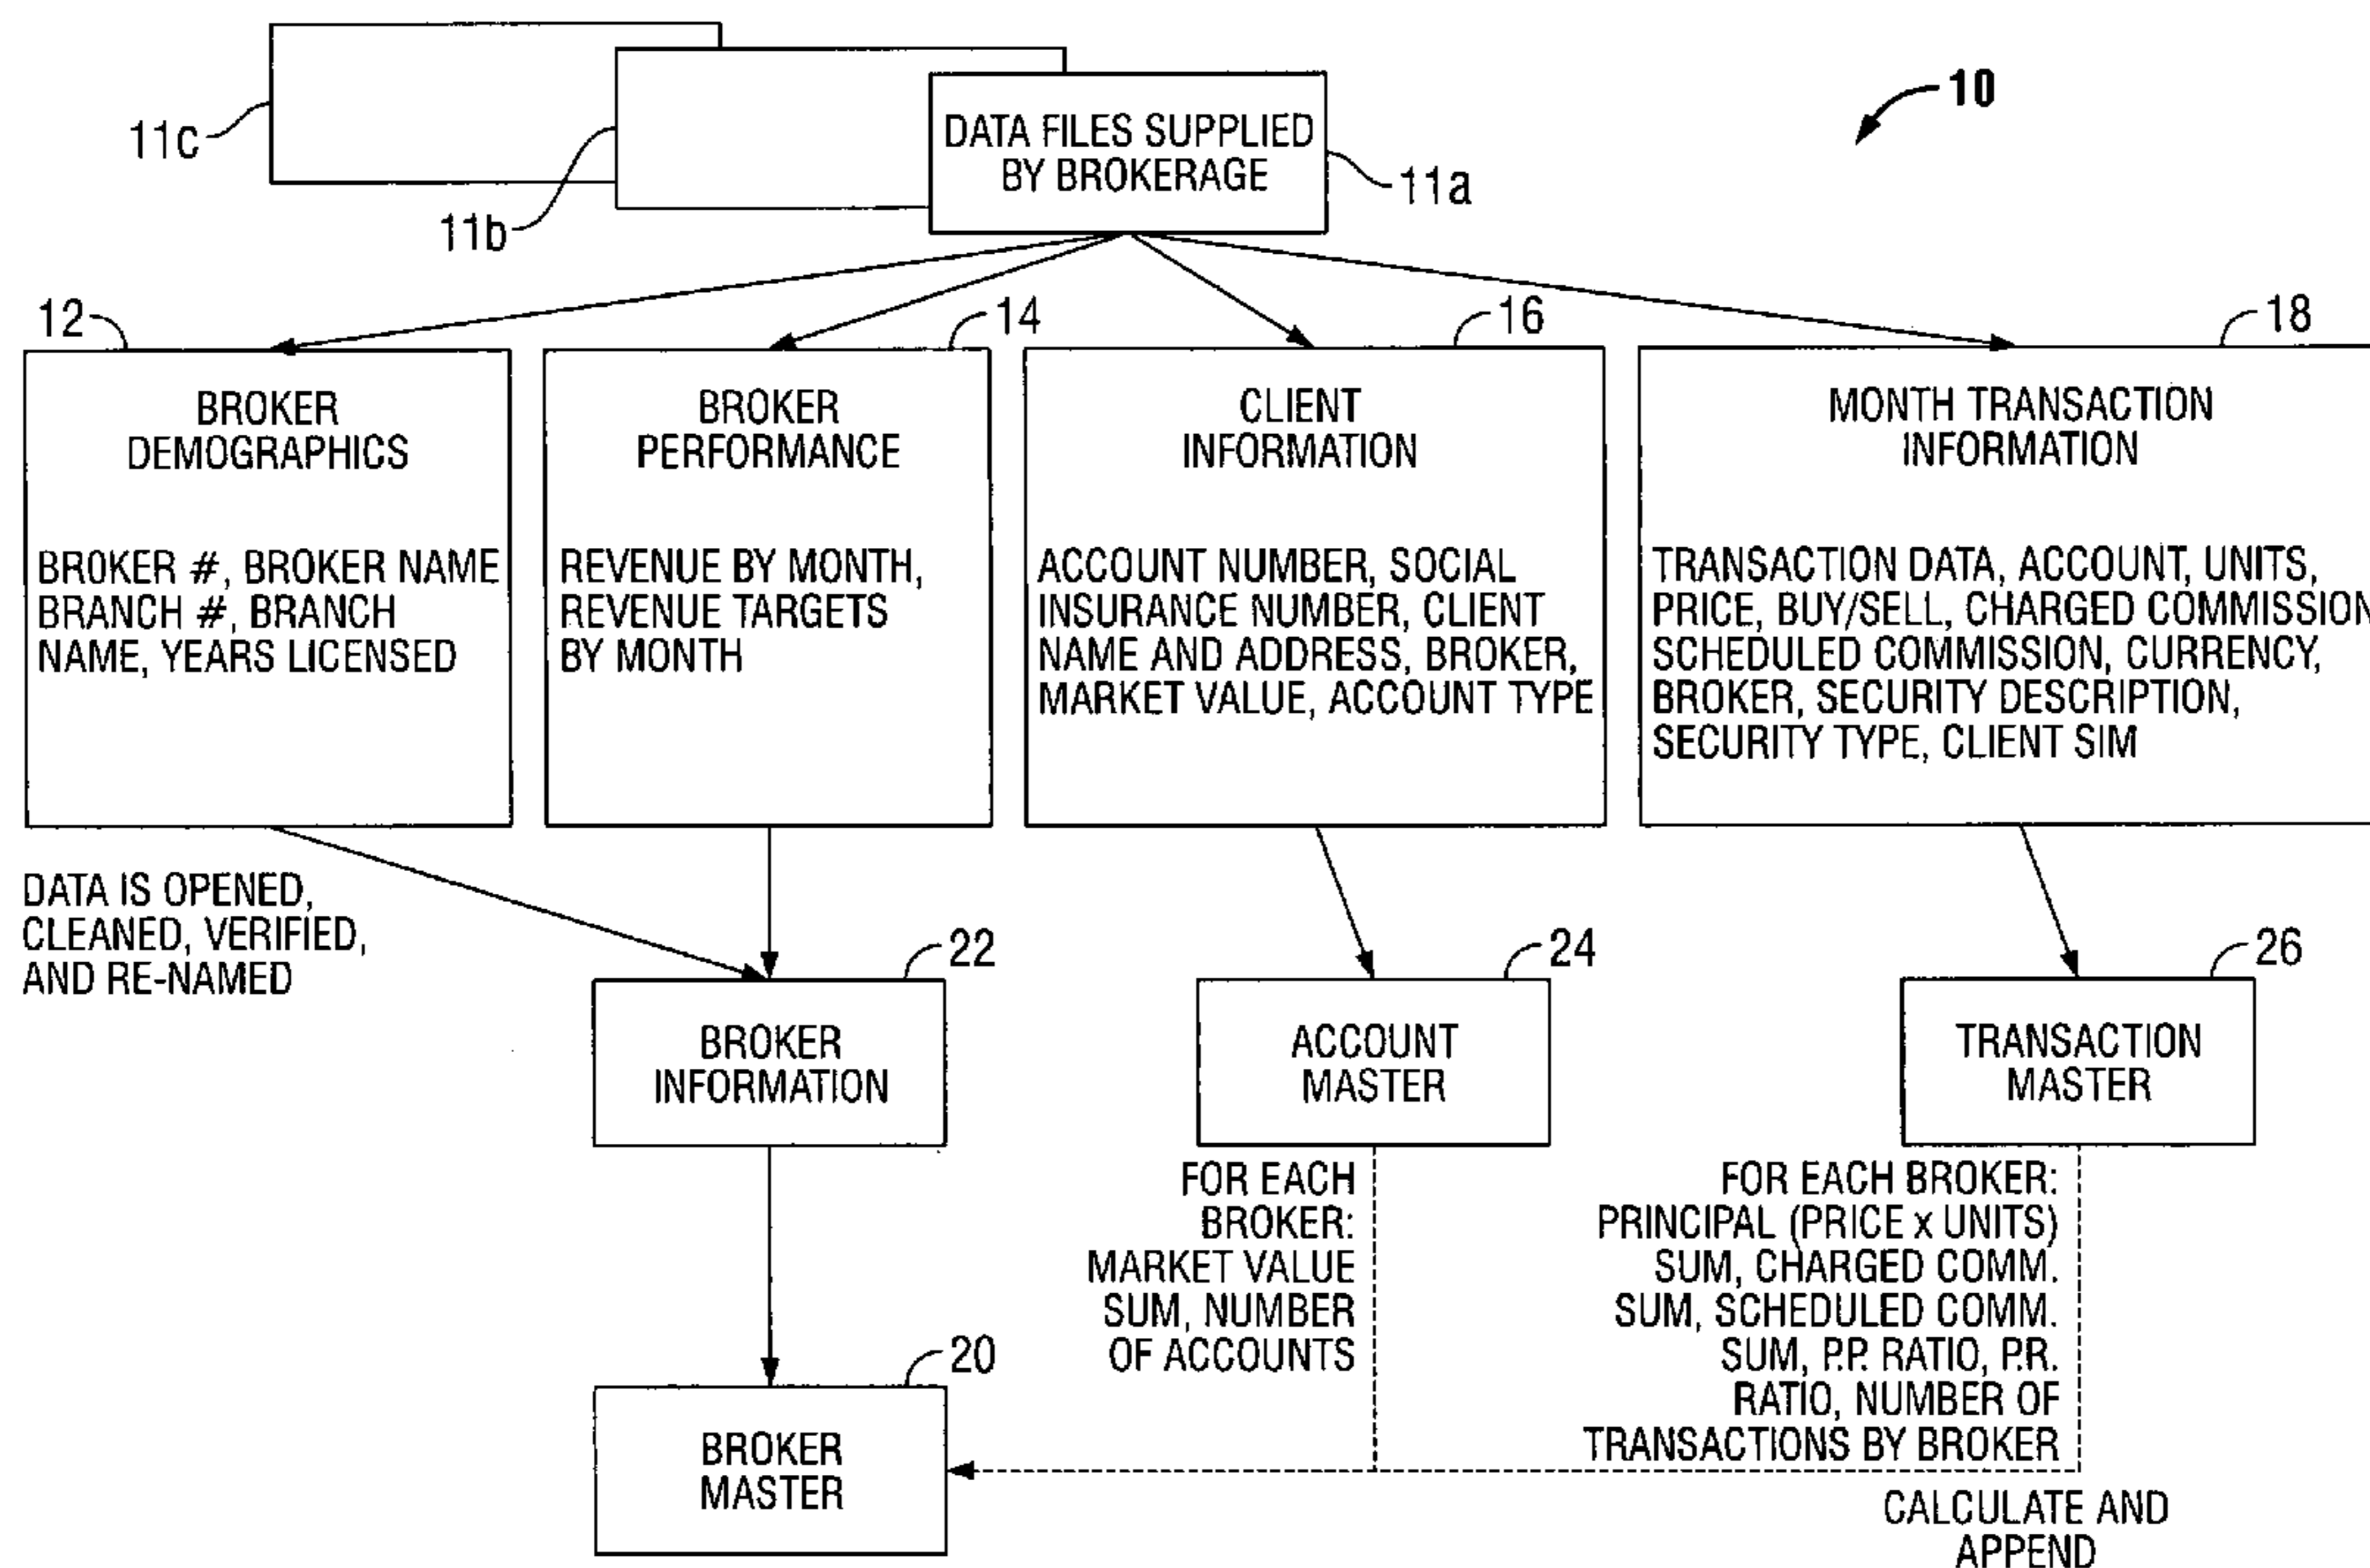 10
11c
11b
DATA FILES SUPPLIED
BY BROKERAGE
11a
12
14
16
18
BROKER
DEMOGRAPHICS
BROKER #, BROKER NAME
BRANCH #, BRANCH
NAME, YEARS LICENSED
BROKER
PERFORMANCE
REVENUE BY MONTH,
REVENUE TARGETS
BY MONTH
CLIENT
INFORMATION
ACCOUNT NUMBER, SOCIAL
INSURANCE NUMBER, CLIENT
NAME AND ADDRESS, BROKER,
MARKET VALUE, ACCOUNT TYPE
MONTH TRANSACTION
INFORMATION
TRANSACTION DATA, ACCOUNT, UNITS,
PRICE, BUY/SELL, CHARGED COMMISSION
SCHEDULED COMMISSION, CURRENCY,
BROKER, SECURITY DESCRIPTION,
SECURITY TYPE, CLIENT SIM
DATA IS OPENED,
CLEANED, VERIFIED,
AND RE-NAMED
22
24
26
BROKER
INFORMATION
ACCOUNT
MASTER
TRANSACTION
MASTER
FOR EACH
BROKER:
MARKET VALUE
SUM, NUMBER
OF ACCOUNTS
FOR EACH BROKER:
PRINCIPAL (PRICE x UNITS)
SUM, CHARGED COMM.
SUM, SCHEDULED COMM.
SUM, P.P. RATIO, P.R.
RATIO, NUMBER OF
TRANSACTIONS BY BROKER
20
BROKER
MASTER
CALCULATE AND
APPEND